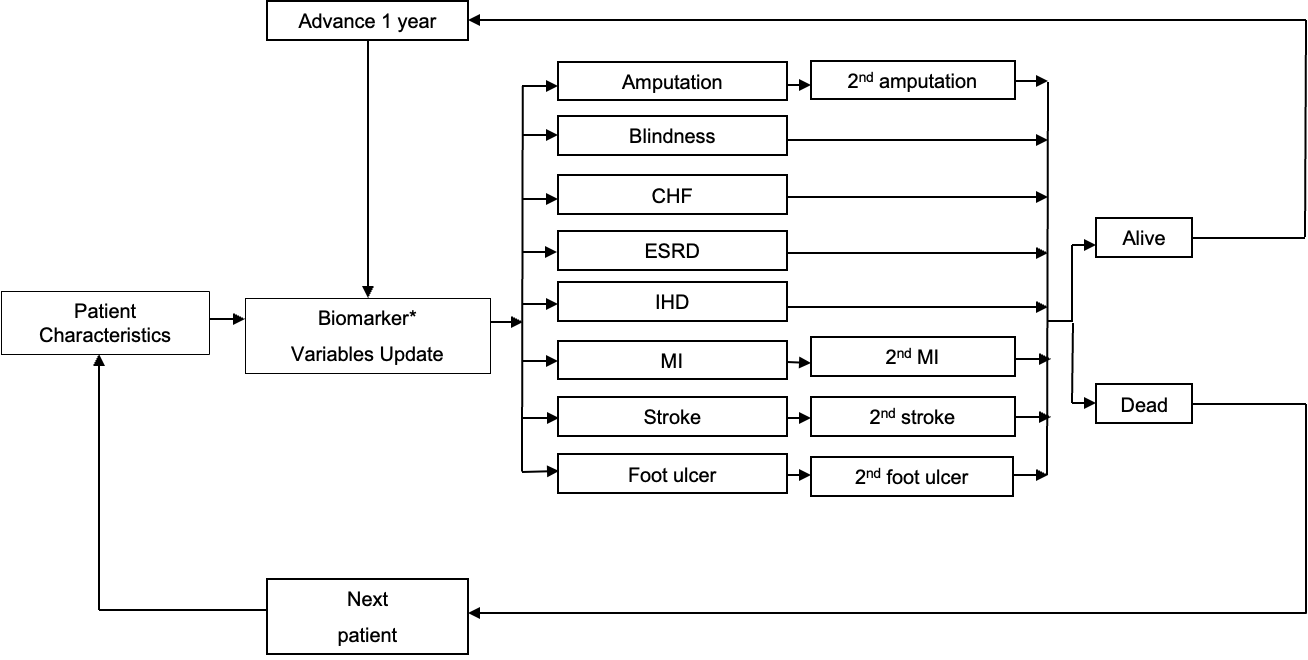 Advance 1 year
Amputation
2nd amputation
Blindness
CHF
ESRD
Alive
IHD
Patient
Characteristics
Biomarker*
Variables Update
MI
2nd MI
Stroke
2nd stroke
Dead
Foot ulcer
2nd foot ulcer
Next
patient